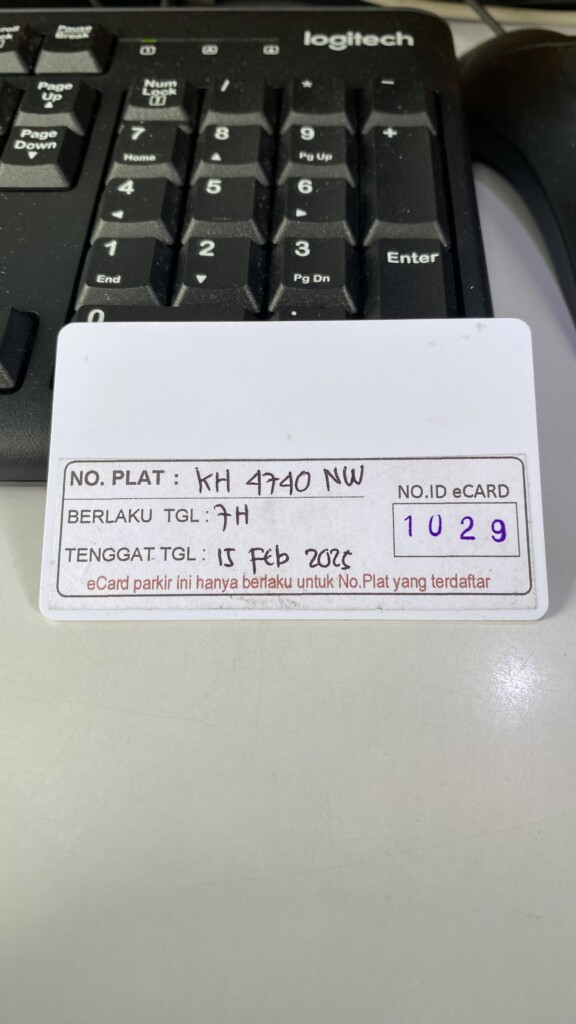 Pause
Break
logitech
Page
Up
Num
Lock
/
*
-
Page
Down
7
Home
8
9
Pg Up
+
4
5
6
1
End
2
3
Pg Dn
Enter
0
.
NO. PLAT : KH 4740 NW
NO.ID eCARD
BERLAKU TGL : 7H
1029
TENGGAT TGL : 15 Feb 2025
eCard parkir ini hanya berlaku untuk No.Plat yang terdaftar